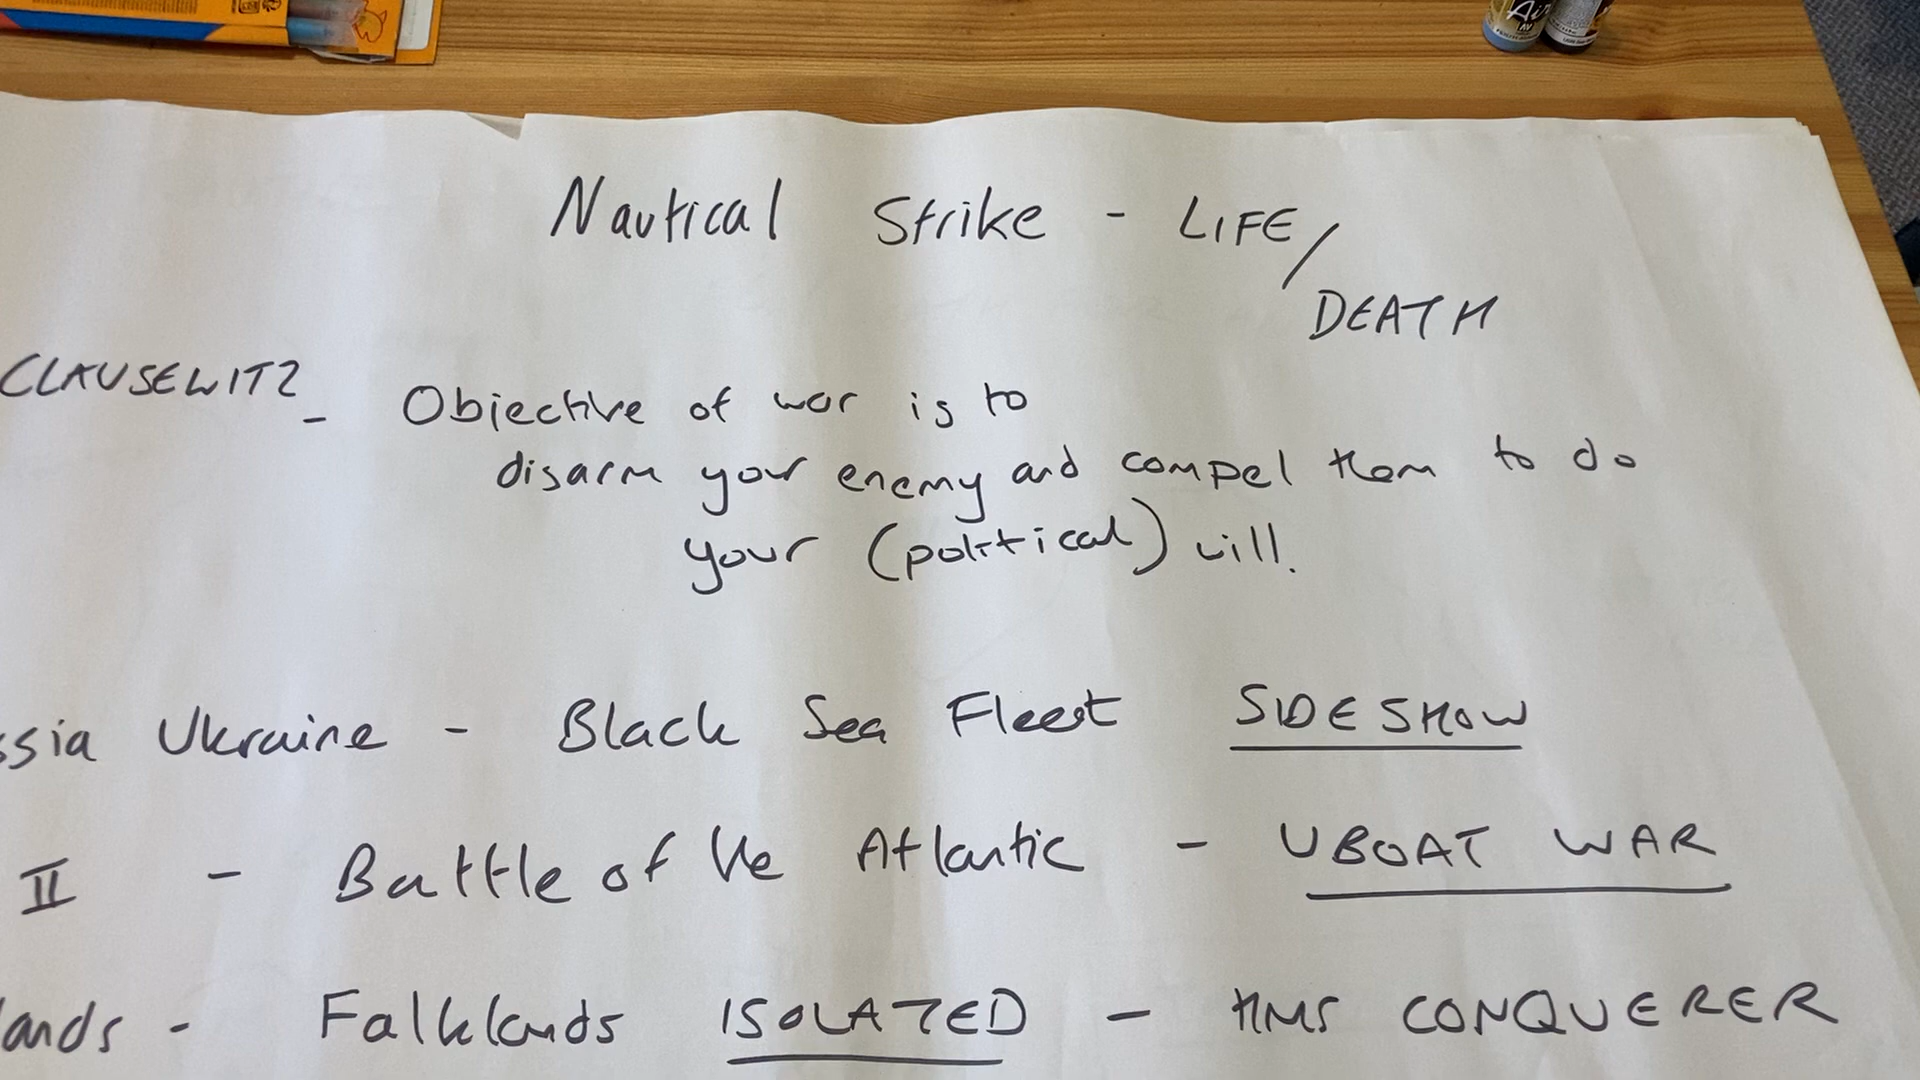 Nautical Strike - LIFE/
DEATH
CLAUSEWITZ - Objective of war is to
disarm your enemy and compel them to do
your (political) will.
ssia Ukraine - Black Sea Fleet SIDESHOW
II - Battle of the Atlantic - UBOAT WAR
lands - Falklands ISOLATED - HMS CONQUERER
Air